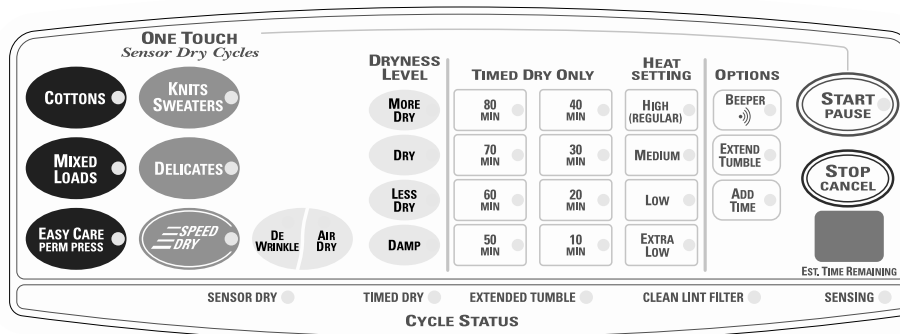 ONE TOUCH
Sensor Dry Cycles
COTTONS
KNITS
SWEATERS
MIXED
LOADS
DELICATES
EASY CARE
PERM PRESS
SPEED
DRY
DE
WRINKLE
AIR
DRY
DRYNESS
LEVEL
MORE
DRY
DRY
LESS
DRY
DAMP
TIMED DRY ONLY
80
MIN
40
MIN
70
MIN
30
MIN
60
MIN
20
MIN
50
MIN
10
MIN
HEAT
SETTING
HIGH
(REGULAR)
MEDIUM
LOW
EXTRA
LOW
OPTIONS
BEEPER
EXTEND
TUMBLE
ADD
TIME
START
PAUSE
STOP
CANCEL
EST. TIME REMAINING
SENSOR DRY
TIMED DRY
EXTENDED TUMBLE
CLEAN LINT FILTER
SENSING
CYCLE STATUS